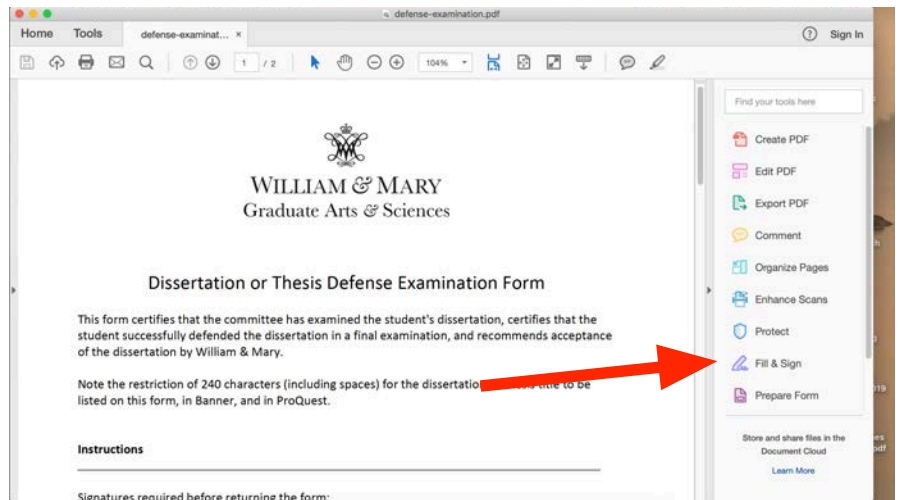 defense-examination.pdf
Home Tools defense-examinat... × ? Sign In
1 / 2 104%
Find your tools here
Create PDF
Edit PDF
Export PDF
Comment
Organize Pages
Enhance Scans
Protect
Fill & Sign
Prepare Form
Store and share files in the
Document Cloud
Learn More
WILLIAM & MARY
Graduate Arts & Sciences
Dissertation or Thesis Defense Examination Form
This form certifies that the committee has examined the student's dissertation, certifies that the
student successfully defended the dissertation in a final examination, and recommends acceptance
of the dissertation by William & Mary.
Note the restriction of 240 characters (including spaces) for the dissertation title to be
listed on this form, in Banner, and in ProQuest.
Instructions
Signatures required before returning the form: